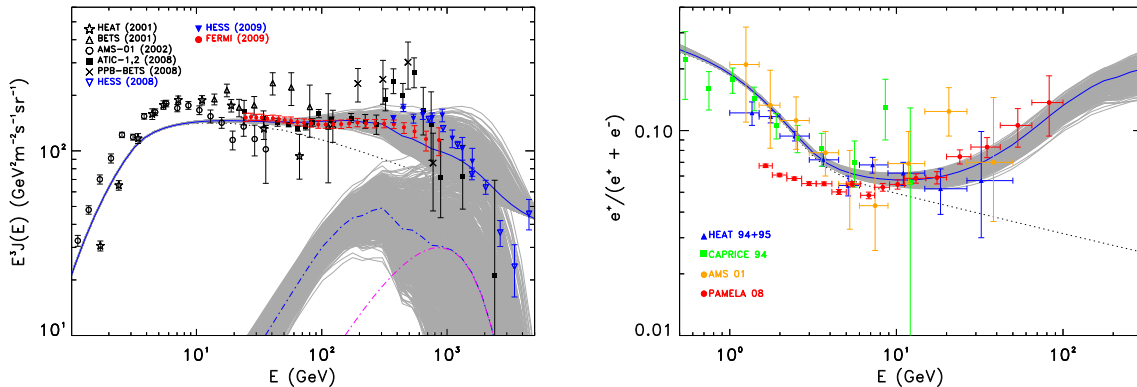 HEAT (2001)
BETS (2001)
AMS-01 (2002)
ATIC-1,2 (2008)
PPB-BETS (2008)
HESS (2008)
HESS (2009)
FERMI (2009)
E³J(E) (GeV²m⁻²s⁻¹sr⁻¹)
10²
10¹
10¹ 10² 10³
E (GeV)
e⁺/(e⁺ + e⁻)
0.10
0.01
HEAT 94+95
CAPRICE 94
AMS 01
PAMELA 08
10⁰ 10¹ 10²
E (GeV)